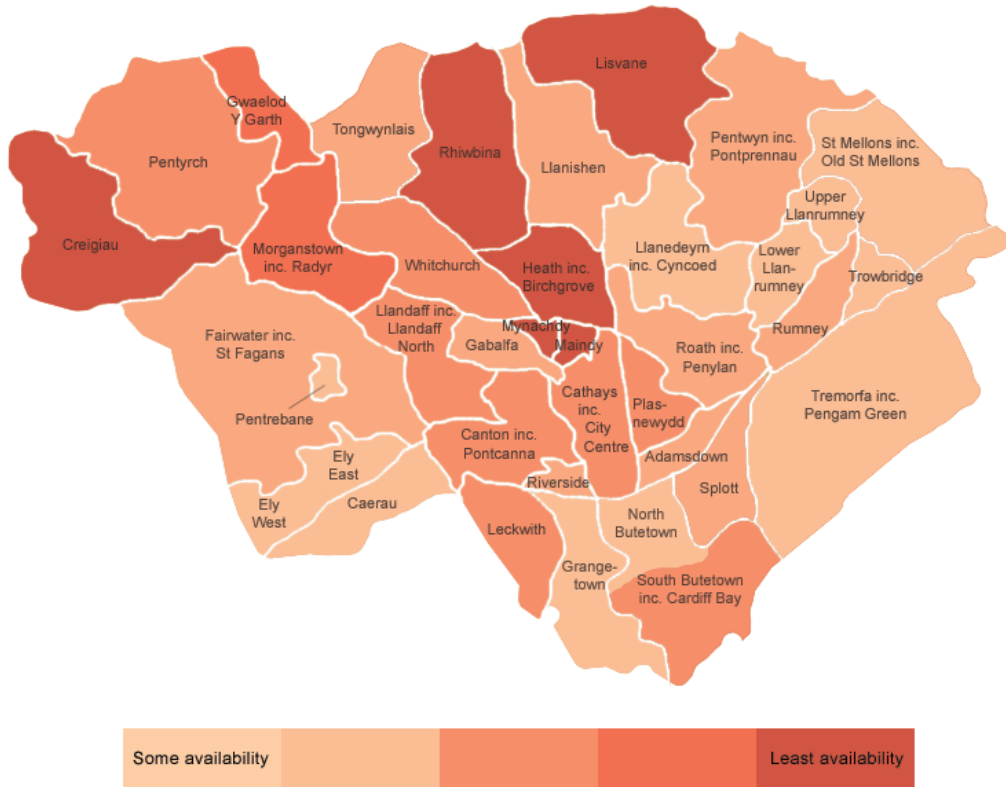 Lisvane
Gwaelod
Y Garth
Tongwynlais
Rhiwbina
Pentwyn inc.
Pontprennau
St Mellons inc.
Old St Mellons
Pentyrch
Llanishen
Upper
Llanrumney
Creigiau
Morganstown
inc. Radyr
Whitchurch
Heath inc.
Birchgrove
Llanedeyrn
inc. Cyncoed
Lower
Llan-
rumney
Trowbridge
Fairwater inc.
St Fagans
Llandaff inc.
Llandaff
North
Mynachdy
Maindy
Gabalfa
Rumney
Roath inc.
Penylan
Pentrebane
Cathays
inc.
City
Centre
Plas-
newydd
Tremorfa inc.
Pengam Green
Canton inc.
Pontcanna
Adamsdown
Ely
East
Riverside
Splott
Ely
West
Caerau
Leckwith
North
Butetown
Grange-
town
South Butetown
inc. Cardiff Bay
Some availability
Least availability